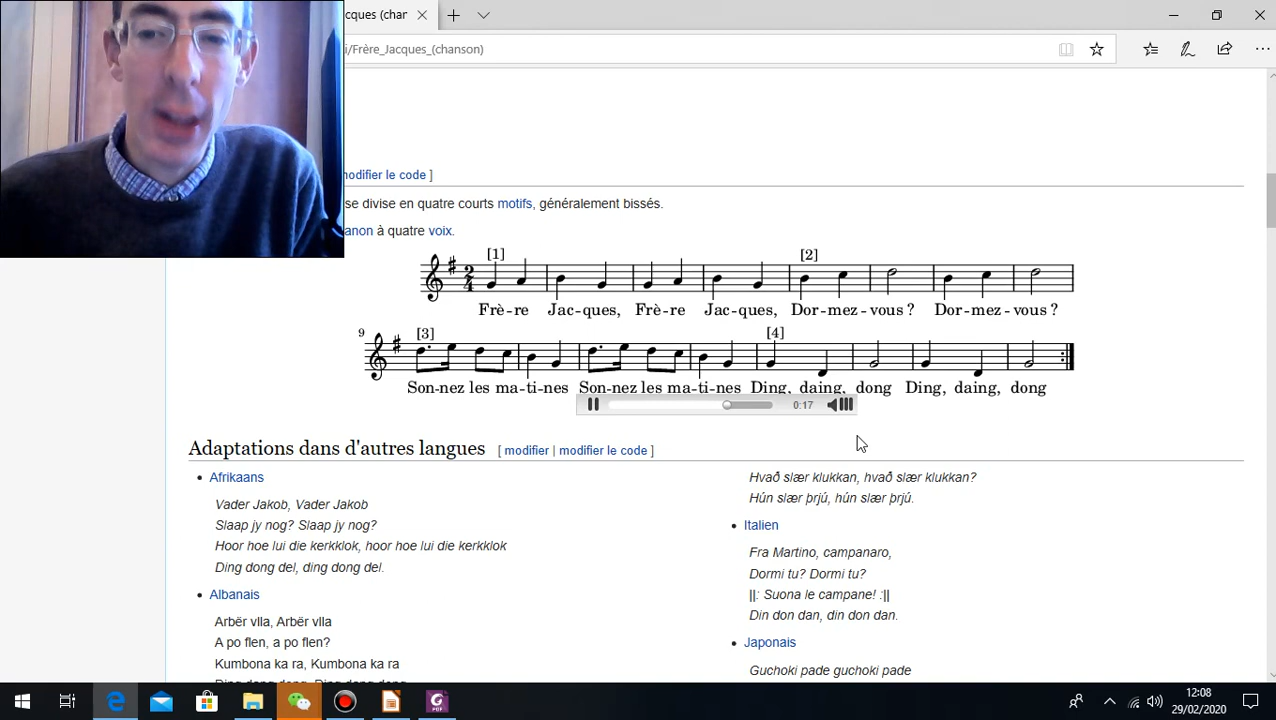 cques (chan
i/Frère_Jacques_(chanson)
modifier le code ]
se divise en quatre courts motifs, généralement bissés.
anon à quatre voix.
[1] [2]
2
4
Frè-re Jac-ques, Frè-re Jac-ques, Dor-mez-vous ? Dor-mez-vous ?
9 [3] [4]
Son-nez les ma-ti-nes Son-nez les ma-ti-nes Ding, daing, dong Ding, daing, dong
0:17
Adaptations dans d'autres langues [ modifier | modifier le code ]
Afrikaans
Vader Jakob, Vader Jakob
Slaap jy nog? Slaap jy nog?
Hoor hoe lui die kerkklok, hoor hoe lui die kerkklok
Ding dong del, ding dong del.
Albanais
Arbër vlla, Arbër vlla
A po flen, a po flen?
Kumbona ka ra, Kumbona ka ra
Hvað slær klukkan, hvað slær klukkan?
Hún slær þrjú, hún slær þrjú.
Italien
Fra Martino, campanaro,
Dormi tu? Dormi tu?
||: Suona le campane! :||
Din don dan, din don dan.
Japonais
Guchoki pade guchoki pade
12:08
29/02/2020